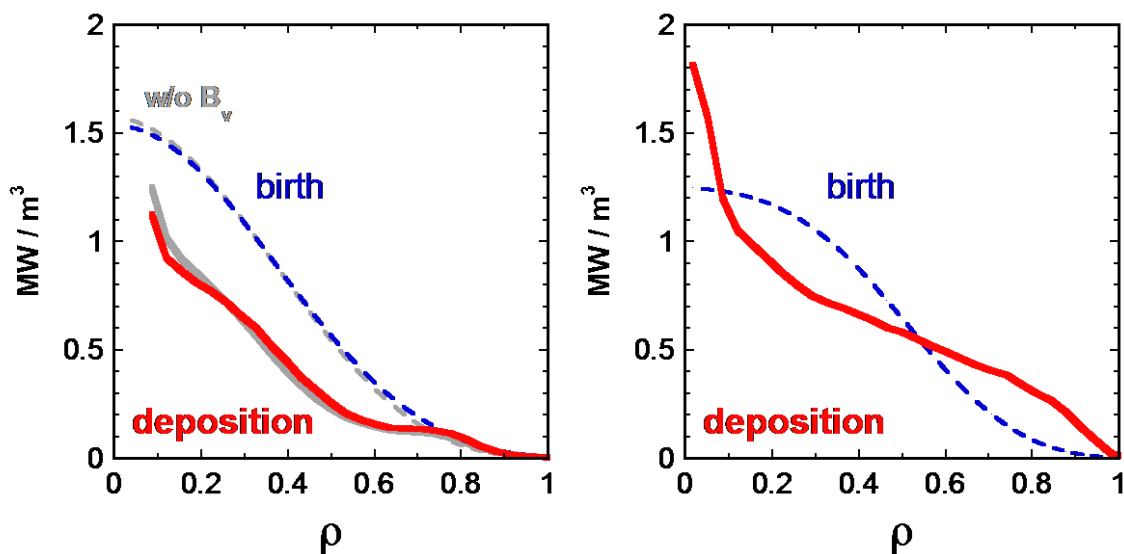 2
1.5
1
0.5
0
MW / m³
w/o Bᵥ
birth
deposition
0 0.2 0.4 0.6 0.8 1
ρ
2
1.5
1
0.5
0
MW / m³
birth
deposition
0 0.2 0.4 0.6 0.8 1
ρ